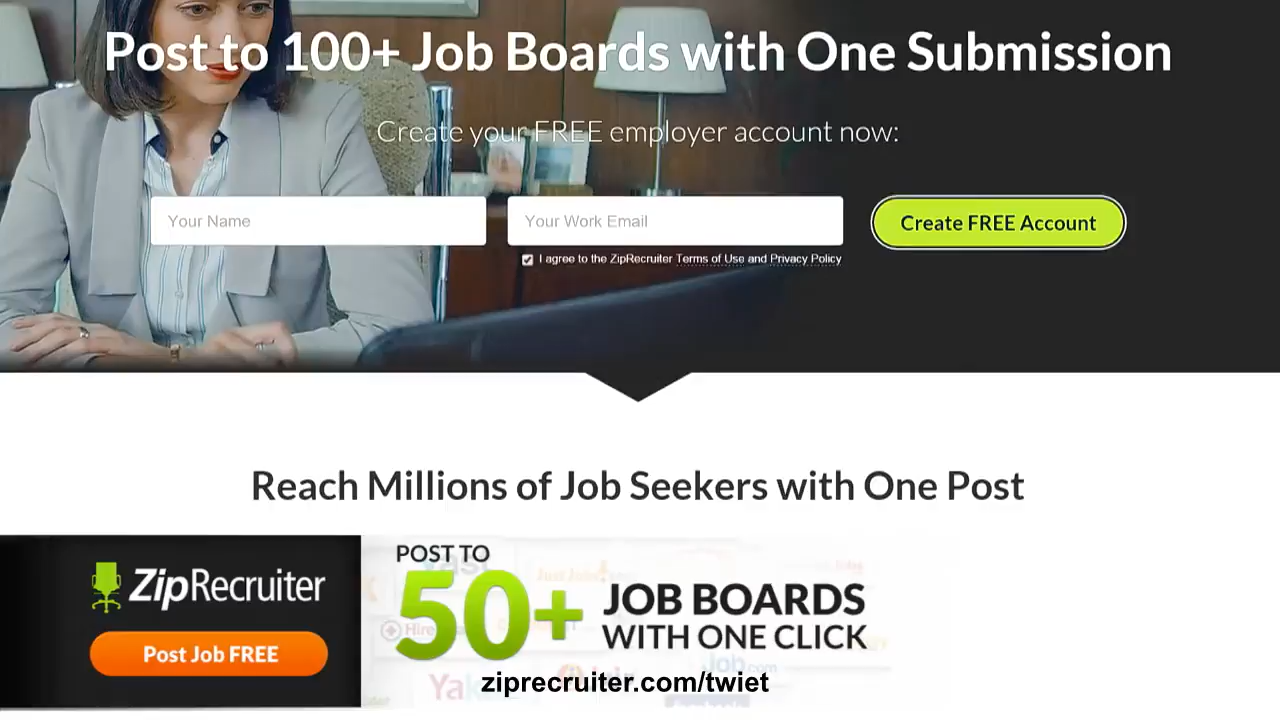 Post to 100+ Job Boards with One Submission
Create your FREE employer account now:
Your Name
Your Work Email
Create FREE Account
I agree to the ZipRecruiter Terms of Use and Privacy Policy
Reach Millions of Job Seekers with One Post
ZipRecruiter
Post Job FREE
POST TO
50+
JOB BOARDS
WITH ONE CLICK
ziprecruiter.com/twiet